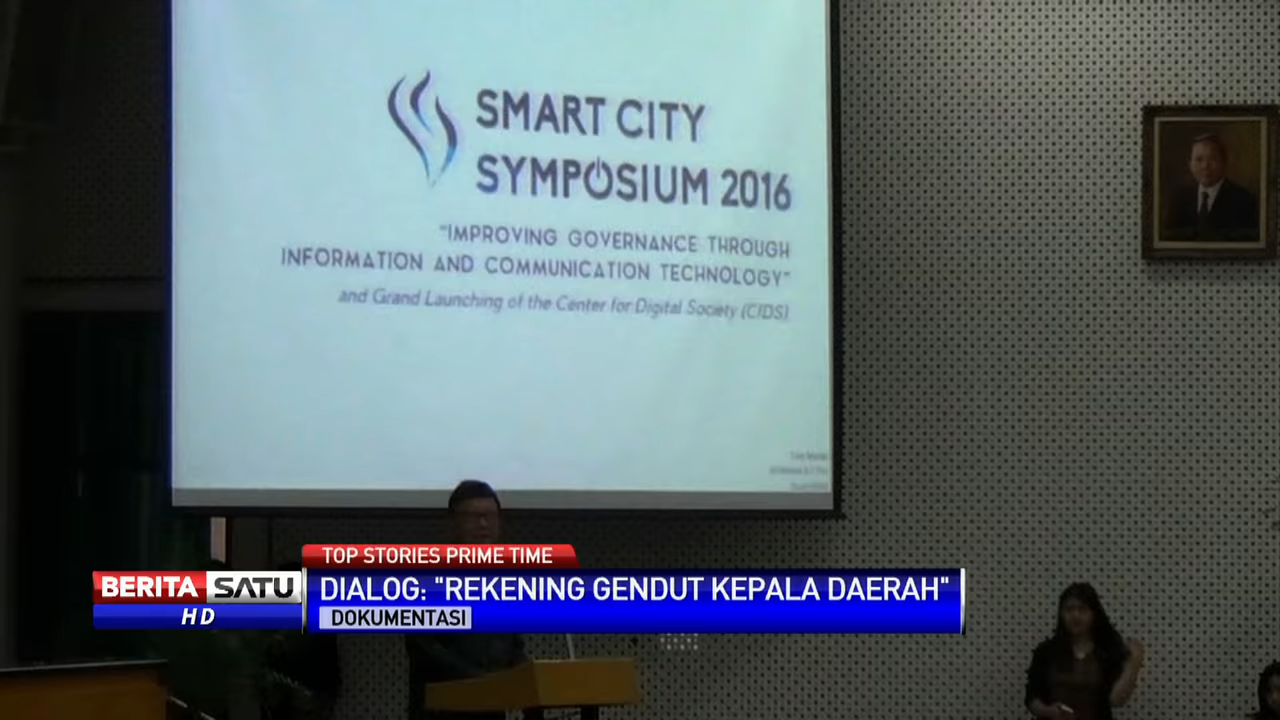 SMART CITY
SYMPOSIUM 2016
"IMPROVING GOVERNANCE THROUGH
INFORMATION AND COMMUNICATION TECHNOLOGY"
and Grand Launching of the Center for Digital Society (CfDS)
TOP STORIES PRIME TIME
BERITA SATU
HD
DIALOG: "REKENING GENDUT KEPALA DAERAH"
DOKUMENTASI